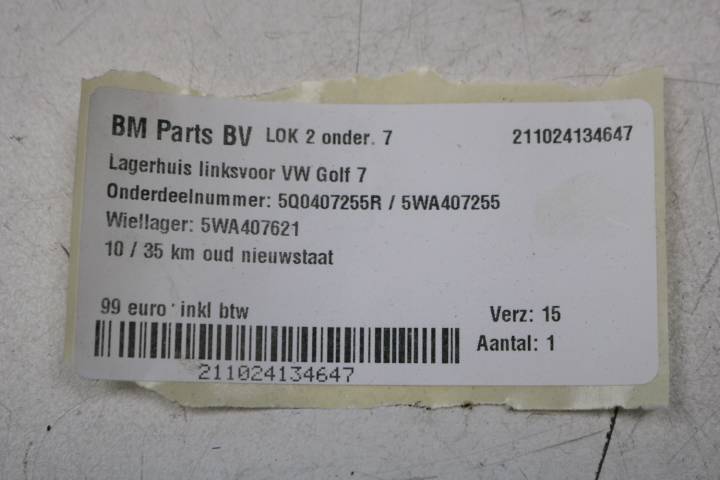 BM Parts BV LOK 2 onder. 7 211024134647
Lagerhuis linksvoor VW Golf 7
Onderdeelnummer: 5Q0407255R / 5WA407255
Wiellager: 5WA407621
10 / 35 km oud nieuwstaat
99 euro inkl btw Verz: 15
Aantal: 1
211024134647